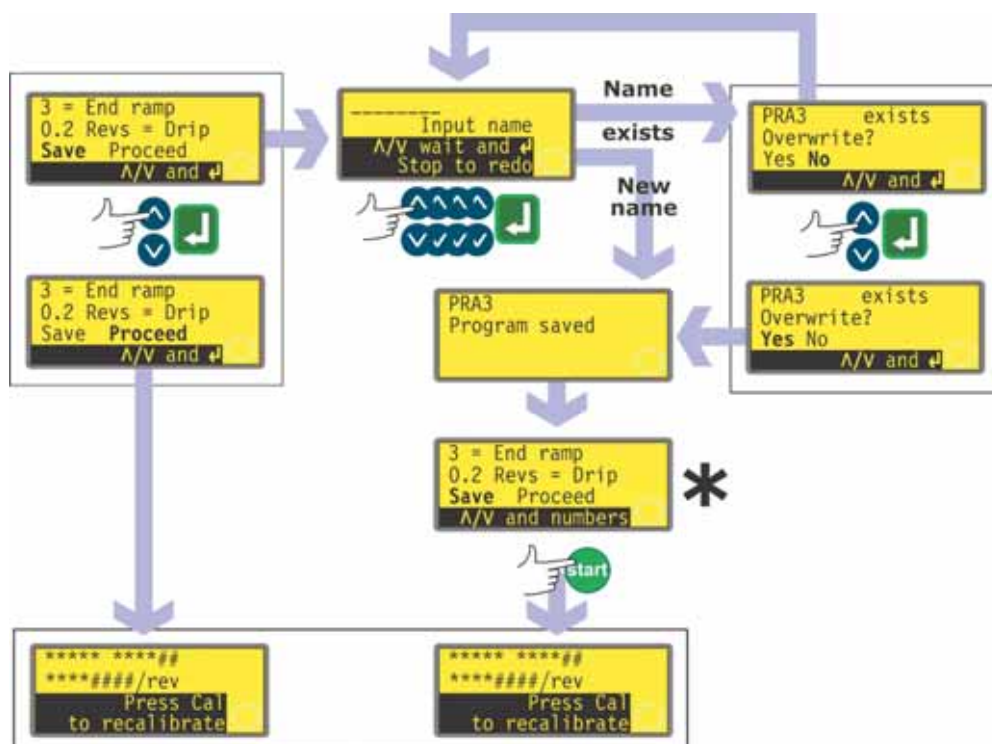 3 = End ramp
0.2 Revs = Drip
Save Proceed
∧/∨ and ↵
3 = End ramp
0.2 Revs = Drip
Save Proceed
∧/∨ and ↵
________
Input name
∧/∨ wait and ↵
Stop to redo
Name
exists
New
name
PRA3 exists
Overwrite?
Yes No
∧/∨ and ↵
PRA3 exists
Overwrite?
Yes No
∧/∨ and ↵
PRA3
Program saved
3 = End ramp
0.2 Revs = Drip
Save Proceed
∧/∨ and numbers
*
start
***** ****##
****####/rev
Press Cal
to recalibrate
***** ****##
****####/rev
Press Cal
to recalibrate